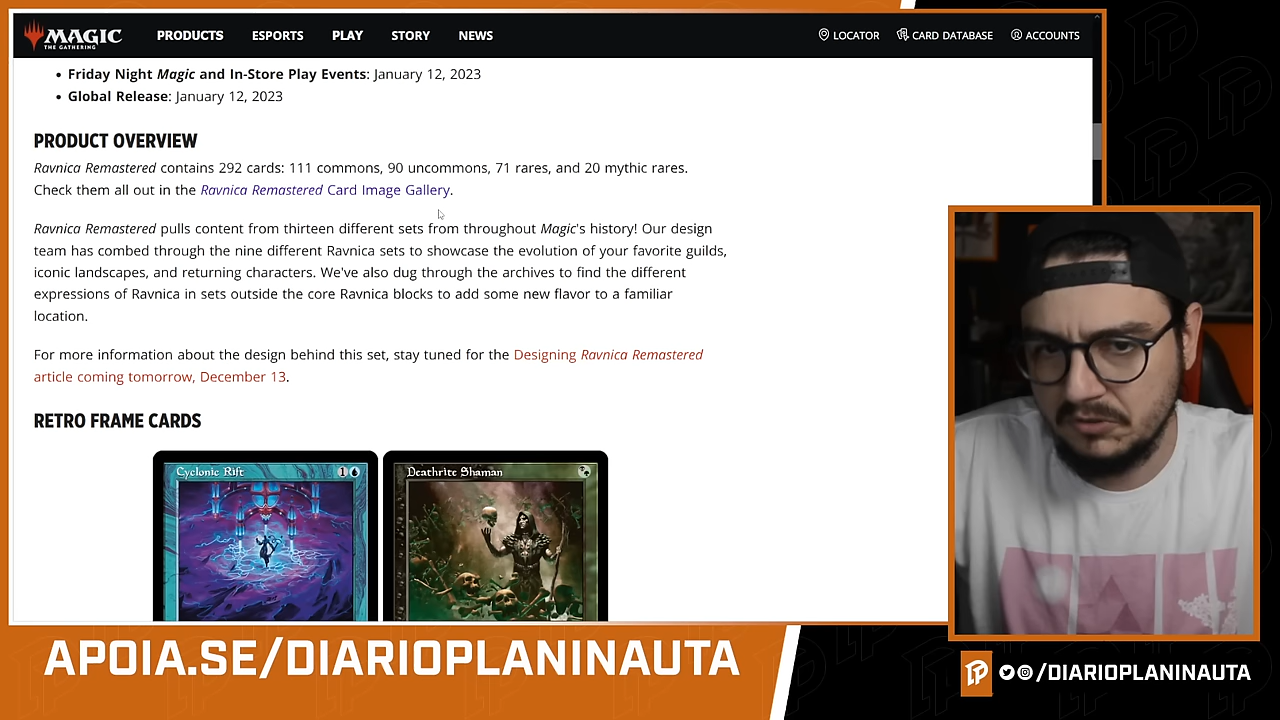 MAGIC
THE GATHERING
PRODUCTS ESPORTS PLAY STORY NEWS
LOCATOR CARD DATABASE ACCOUNTS
• Friday Night Magic and In-Store Play Events: January 12, 2023
• Global Release: January 12, 2023
PRODUCT OVERVIEW
Ravnica Remastered contains 292 cards: 111 commons, 90 uncommons, 71 rares, and 20 mythic rares.
Check them all out in the Ravnica Remastered Card Image Gallery.
Ravnica Remastered pulls content from thirteen different sets from throughout Magic's history! Our design
team has combed through the nine different Ravnica sets to showcase the evolution of your favorite guilds,
iconic landscapes, and returning characters. We've also dug through the archives to find the different
expressions of Ravnica in sets outside the core Ravnica blocks to add some new flavor to a familiar
location.
For more information about the design behind this set, stay tuned for the Designing Ravnica Remastered
article coming tomorrow, December 13.
RETRO FRAME CARDS
Cyclonic Rift 1
Deathrite Shaman
APOIA.SE/DIARIOPLANINAUTA
/DIARIOPLANINAUTA